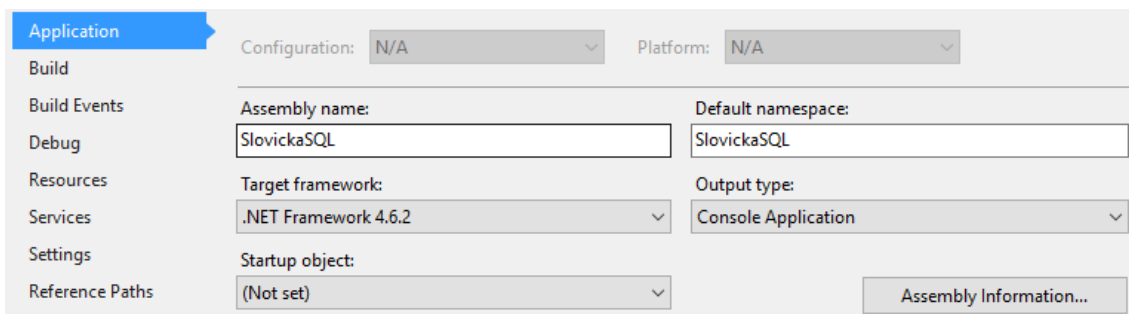 Application
Build
Build Events
Debug
Resources
Services
Settings
Reference Paths
Configuration: N/A Platform: N/A
Assembly name: Default namespace:
SlovickaSQL SlovickaSQL
Target framework: Output type:
.NET Framework 4.6.2 Console Application
Startup object:
(Not set) Assembly Information...